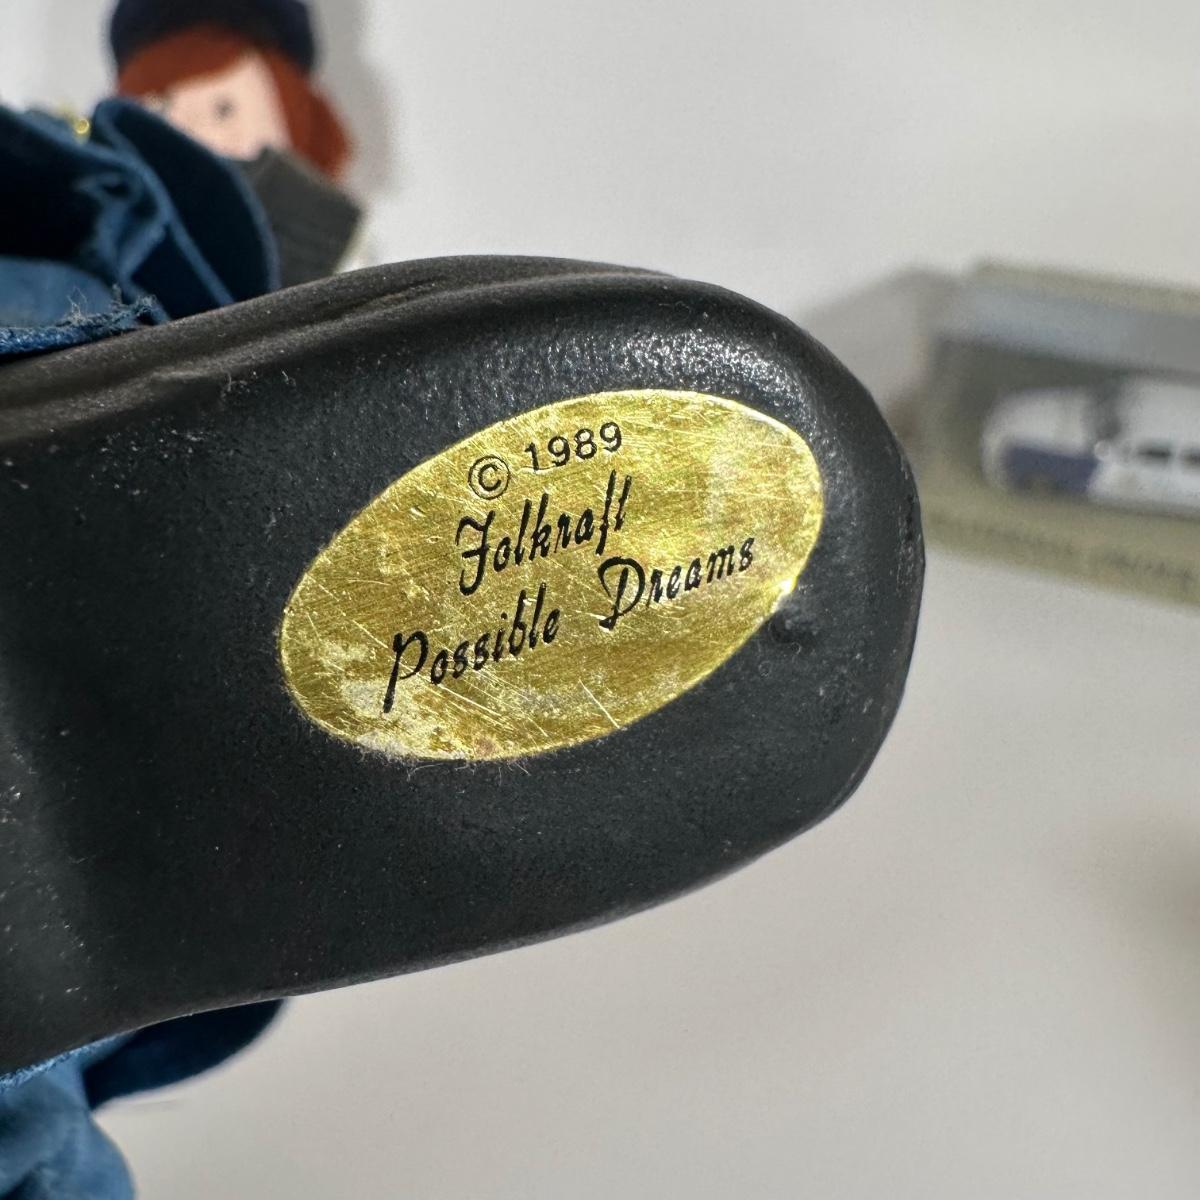 © 1989
Folkraft
Possible Dreams